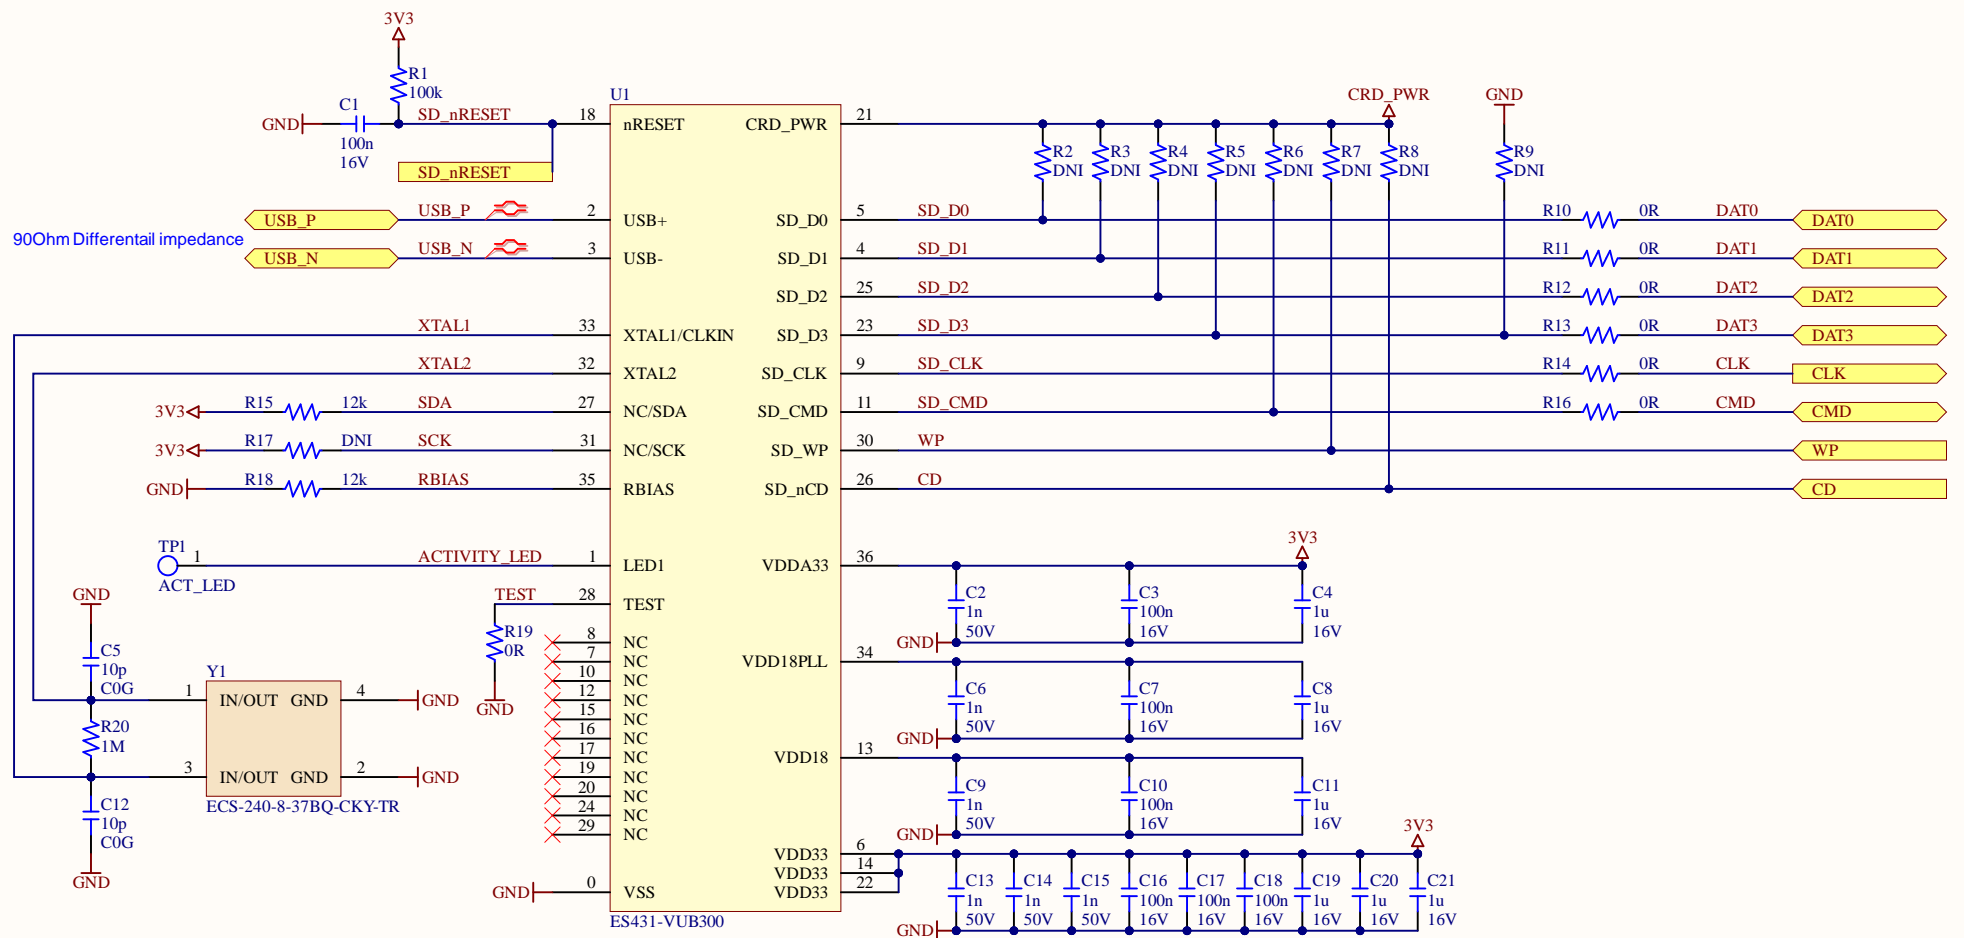 3V3
R1
100k
C1
100n
16V
GND
SD_nRESET
SD_nRESET
USB_P
USB_P
90Ohm Differentail impedance
USB_N
USB_N
XTAL1
XTAL2
3V3
R15
12k
SDA
3V3
R17
DNI
SCK
GND
R18
12k
RBIAS
TP1
1
ACT_LED
ACTIVITY_LED
TEST
R19
0R
GND
GND
C5
10p
C0G
R20
1M
C12
10p
C0G
GND
Y1
1 IN/OUT GND 4 GND
3 IN/OUT GND 2 GND
ECS-240-8-37BQ-CKY-TR
U1
18 nRESET CRD_PWR 21
2 USB+ SD_D0 5
3 USB- SD_D1 4
SD_D2 25
33 XTAL1/CLKIN SD_D3 23
32 XTAL2 SD_CLK 9
27 NC/SDA SD_CMD 11
31 NC/SCK SD_WP 30
35 RBIAS SD_nCD 26
1 LED1 VDDA33 36
28 TEST
8 NC
7 NC VDD18PLL 34
10 NC
12 NC
15 NC
16 NC
17 NC VDD18 13
19 NC
20 NC
24 NC
29 NC
VDD33 6
VDD33 14
GND 0 VSS VDD33 22
ES431-VUB300
CRD_PWR
GND
R2
DNI
R3
DNI
R4
DNI
R5
DNI
R6
DNI
R7
DNI
R8
DNI
R9
DNI
SD_D0 R10 0R DAT0 DAT0
SD_D1 R11 0R DAT1 DAT1
SD_D2 R12 0R DAT2 DAT2
SD_D3 R13 0R DAT3 DAT3
SD_CLK R14 0R CLK CLK
SD_CMD R16 0R CMD CMD
WP WP
CD CD
3V3
C2
1n
50V
C3
100n
16V
C4
1u
16V
GND
C6
1n
50V
C7
100n
16V
C8
1u
16V
GND
C9
1n
50V
C10
100n
16V
C11
1u
16V
GND
3V3
C13
1n
50V
C14
1n
50V
C15
1n
50V
C16
100n
16V
C17
100n
16V
C18
100n
16V
C19
1u
16V
C20
1u
16V
C21
1u
16V
GND